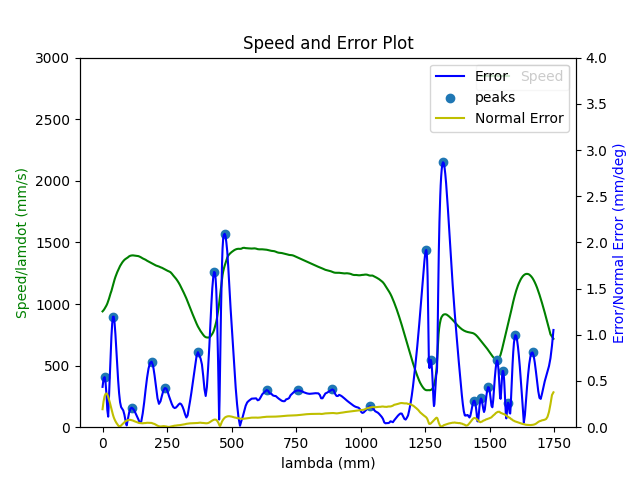 Speed and Error Plot
Speed/lamdot (mm/s)
3000
2500
2000
1500
1000
500
0
Error
peaks
Normal Error
Speed
4.0
3.5
3.0
2.5
2.0
1.5
1.0
0.5
0.0
Error/Normal Error (mm/deg)
0 250 500 750 1000 1250 1500 1750
lambda (mm)